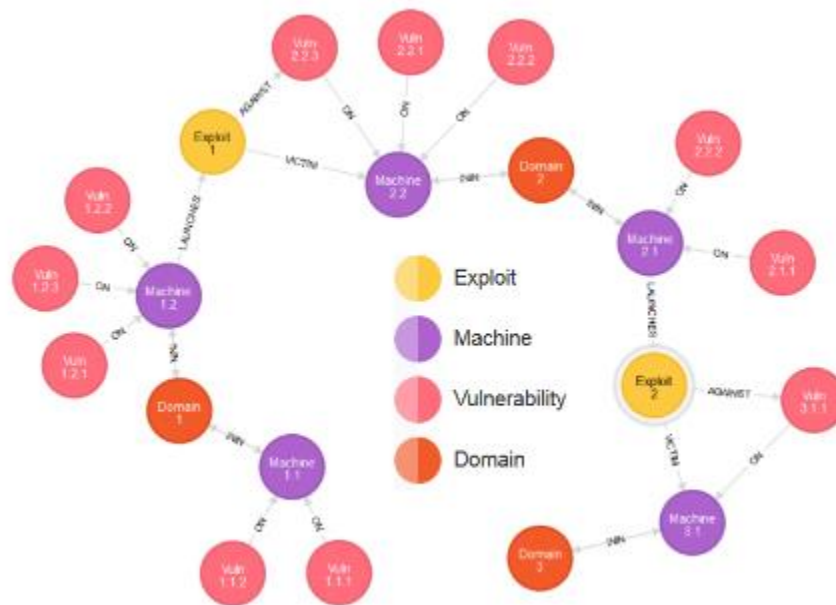 Vuln
2.2.3
Vuln
2.2.1
Vuln
2.2.2
AGAINST
ON
ON
ON
Exploit
1
VICTIM
Machine
2.2
IN
Domain
2
Vuln
2.2.2
IN
ON
Machine
2.1
ON
Vuln
2.1.1
Vuln
1.2.2
LAUNCHES
ON
Vuln
1.2.3
ON
Machine
1.2
ON
Vuln
1.2.1
IN
Domain
1
IN
Machine
1.1
ON
ON
Vuln
1.1.2
Vuln
1.1.1
Exploit
Machine
Vulnerability
Domain
LAUNCHES
Exploit
2
AGAINST
Vuln
3.1.1
VICTIM
ON
Machine
3.1
IN
Domain
3